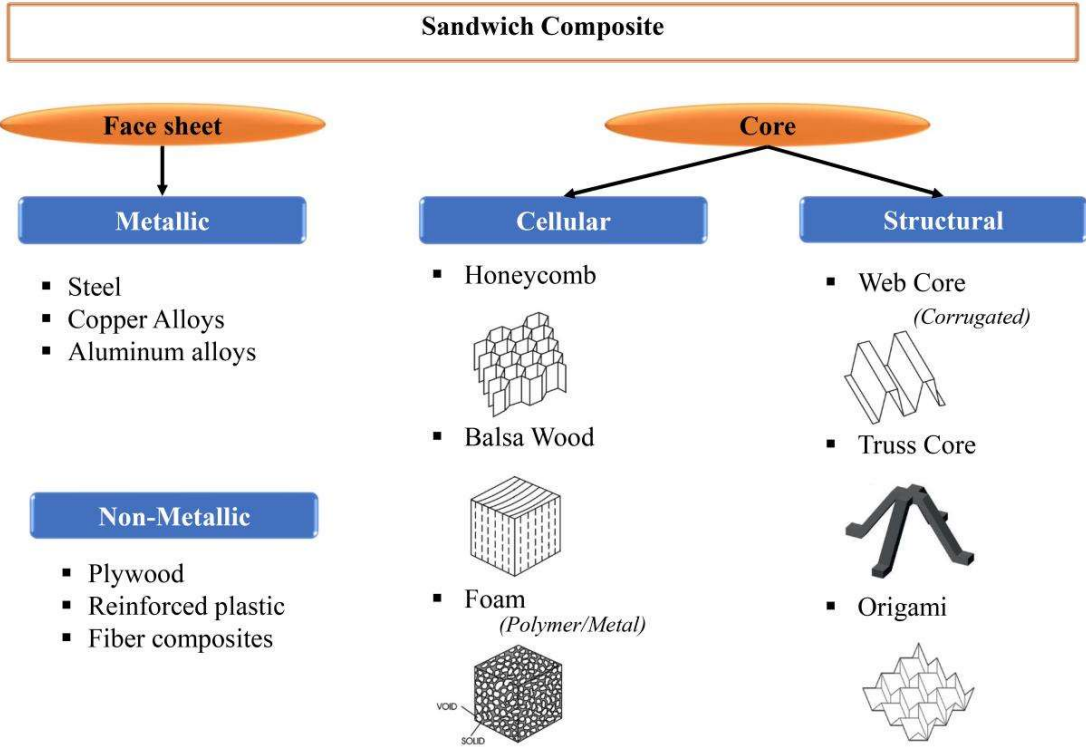 Sandwich Composite
Face sheet
Metallic
Steel
Copper Alloys
Aluminum alloys
Non-Metallic
Plywood
Reinforced plastic
Fiber composites
Core
Cellular
Honeycomb
Balsa Wood
Foam
(Polymer/Metal)
VOID
SOLID
Structural
Web Core
(Corrugated)
Truss Core
Origami